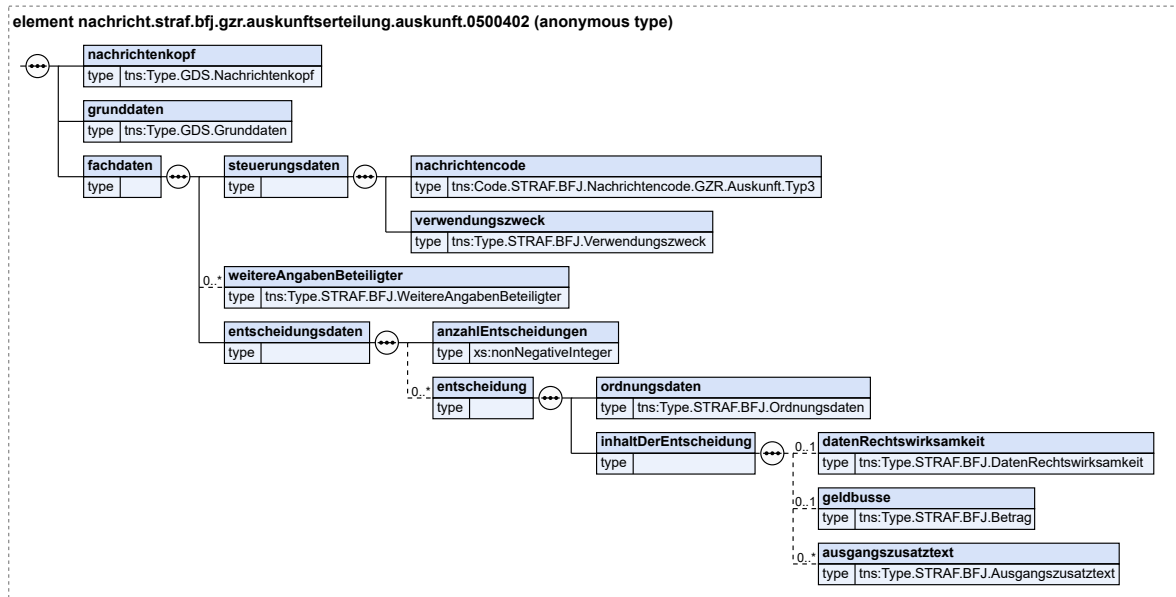 element nachricht.straf.bfj.gzr.auskunftserteilung.auskunft.0500402 (anonymous type)
nachrichtenkopf
type tns:Type.GDS.Nachrichtenkopf
grunddaten
type tns:Type.GDS.Grunddaten
fachdaten
type
steuerungsdaten
type
nachrichtencode
type tns:Code.STRAF.BFJ.Nachrichtencode.GZR.Auskunft.Typ3
verwendungszweck
type tns:Type.STRAF.BFJ.Verwendungszweck
0..*
weitereAngabenBeteiligter
type tns:Type.STRAF.BFJ.WeitereAngabenBeteiligter
entscheidungsdaten
type
anzahlEntscheidungen
type xs:nonNegativeInteger
0..*
entscheidung
type
ordnungsdaten
type tns:Type.STRAF.BFJ.Ordnungsdaten
inhaltDerEntscheidung
type
0..1
datenRechtswirksamkeit
type tns:Type.STRAF.BFJ.DatenRechtswirksamkeit
0..1
geldbusse
type tns:Type.STRAF.BFJ.Betrag
0..*
ausgangszusatztext
type tns:Type.STRAF.BFJ.Ausgangszusatztext